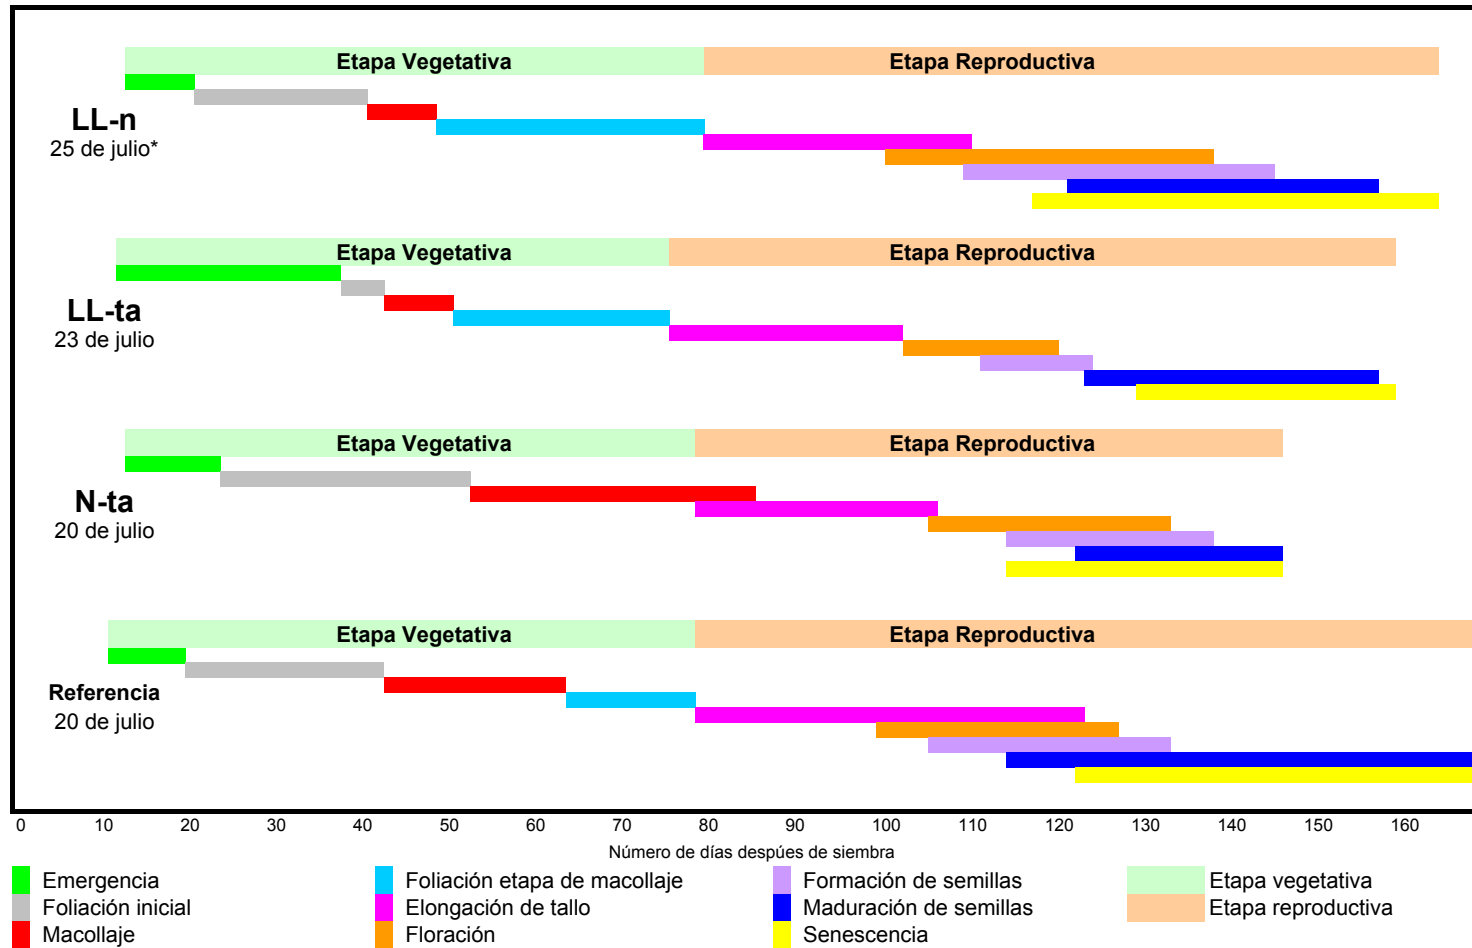 Etapa Vegetativa Etapa Reproductiva
LL-n
25 de julio*
Etapa Vegetativa Etapa Reproductiva
LL-ta
23 de julio
Etapa Vegetativa Etapa Reproductiva
N-ta
20 de julio
Etapa Vegetativa Etapa Reproductiva
Referencia
20 de julio
0 10 20 30 40 50 60 70 80 90 100 110 120 130 140 150 160
Número de días despúes de siembra
Emergencia Foliación etapa de macollaje Formación de semillas Etapa vegetativa
Foliación inicial Elongación de tallo Maduración de semillas Etapa reproductiva
Macollaje Floración Senescencia